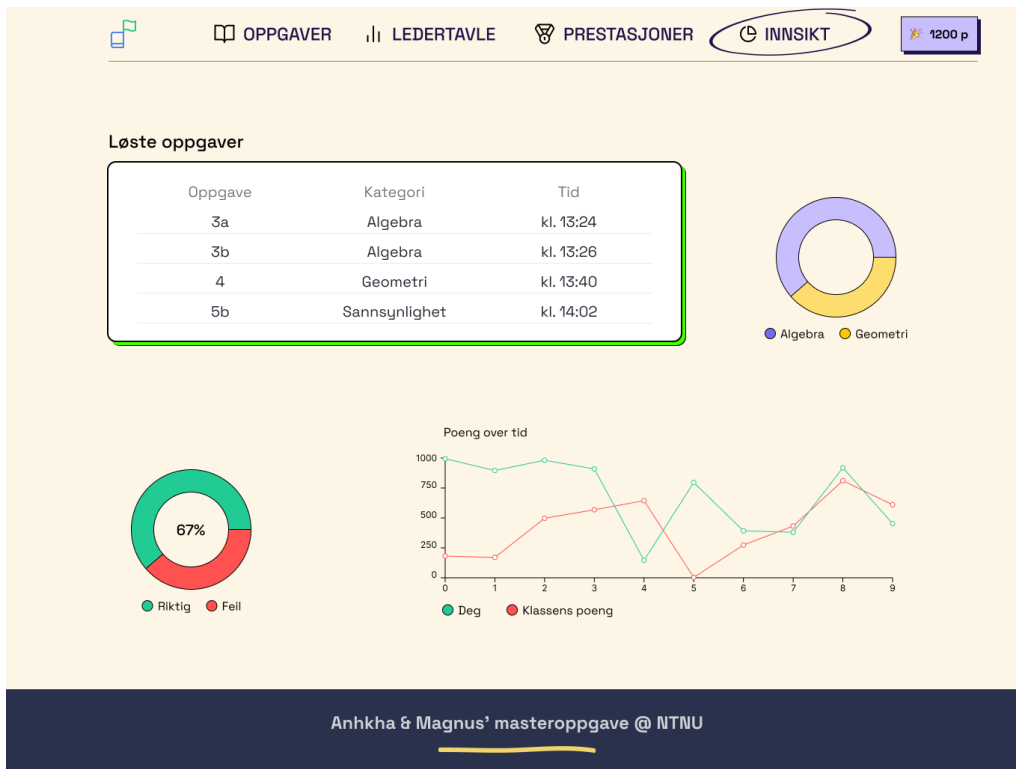 OPPGAVER LEDERTAVLE PRESTASJONER INNSIKT 1200 p
Løste oppgaver
Oppgave Kategori Tid
3a Algebra kl. 13:24
3b Algebra kl. 13:26
4 Geometri kl. 13:40
5b Sannsynlighet kl. 14:02
Algebra Geometri
67%
Riktig Feil
Poeng over tid
1000
750
500
250
0
0 1 2 3 4 5 6 7 8 9
Deg Klassens poeng
Anhkha & Magnus' masteroppgave @ NTNU